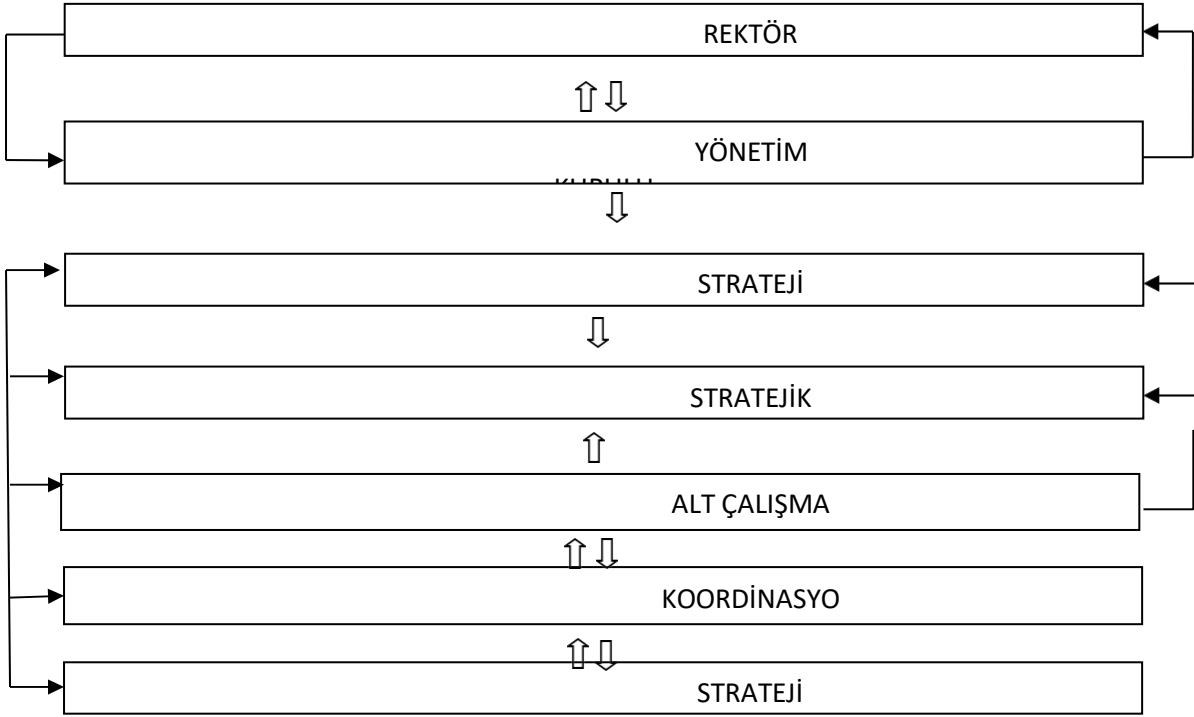 REKTÖR
YÖNETİM
STRATEJİ
STRATEJİK
ALT ÇALIŞMA
KOORDİNASYO
STRATEJİ